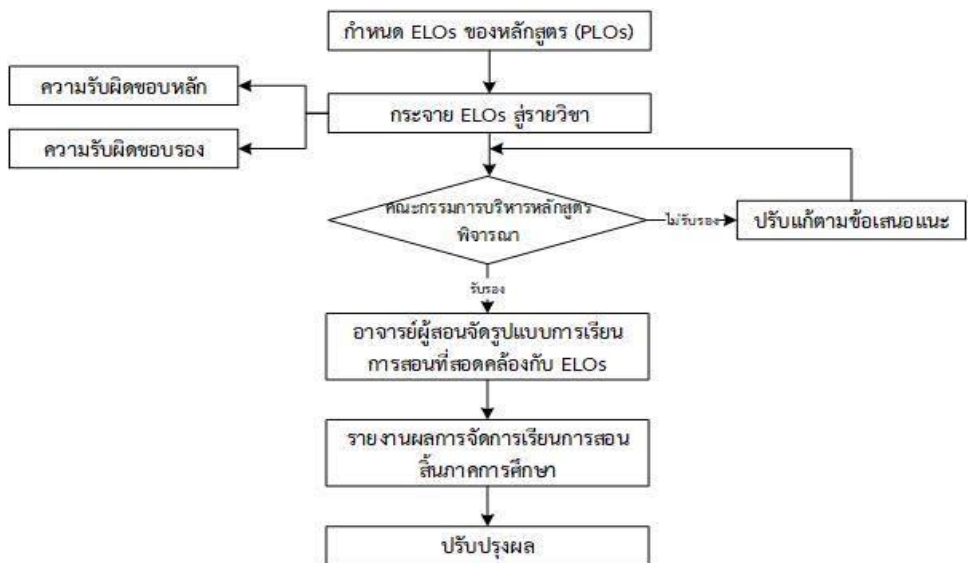 กำหนด ELOs ของหลักสูตร (PLOs)
ความรับผิดชอบหลัก
กระจาย ELOs สู่รายวิชา
ความรับผิดชอบรอง
คณะกรรมการบริหารหลักสูตร
พิจารณา
ไม่รับรอง
ปรับแก้ตามข้อเสนอแนะ
รับรอง
อาจารย์ผู้สอนจัดรูปแบบการเรียน
การสอนที่สอดคล้องกับ ELOs
รายงานผลการจัดการเรียนการสอน
สิ้นภาคการศึกษา
ปรับปรุงผล